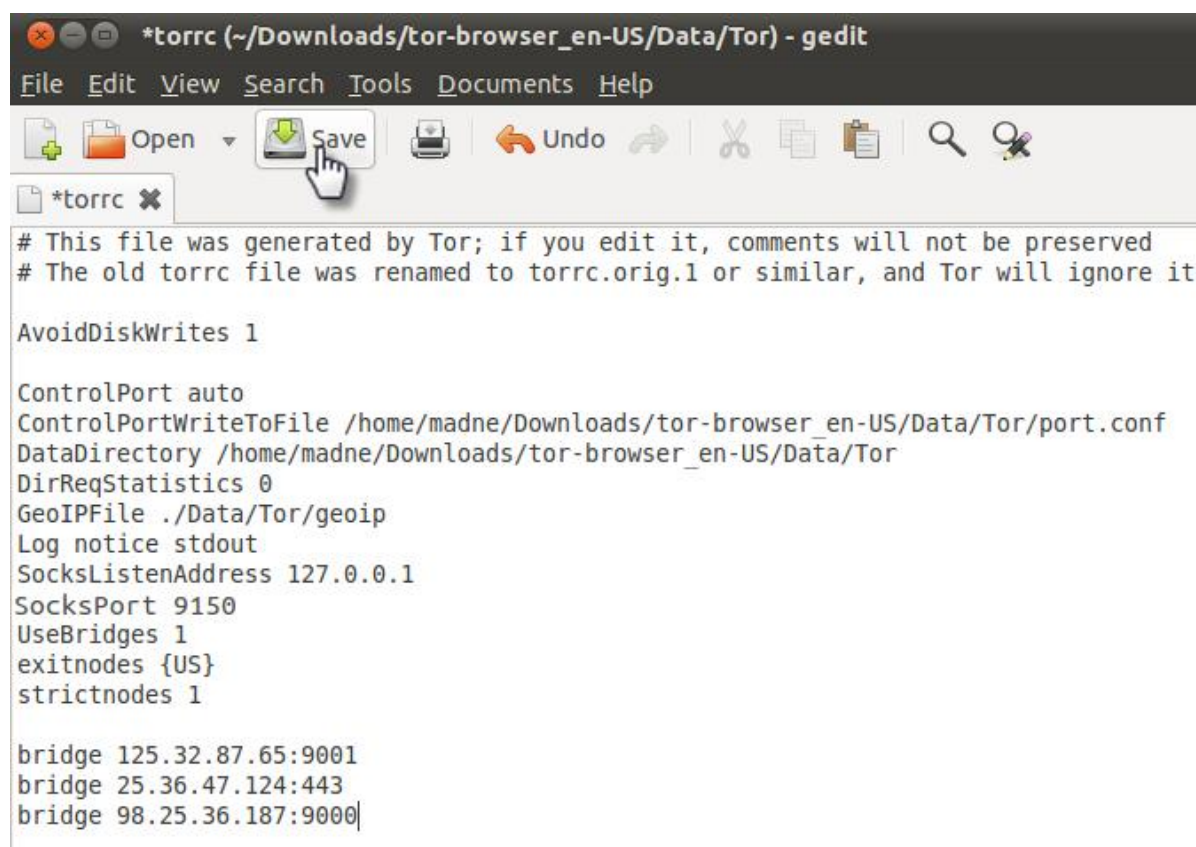 *torrc (~/Downloads/tor-browser_en-US/Data/Tor) - gedit
File Edit View Search Tools Documents Help
Open Save Undo
*torrc
# This file was generated by Tor; if you edit it, comments will not be preserved
# The old torrc file was renamed to torrc.orig.1 or similar, and Tor will ignore it
AvoidDiskWrites 1
ControlPort auto
ControlPortWriteToFile /home/madne/Downloads/tor-browser_en-US/Data/Tor/port.conf
DataDirectory /home/madne/Downloads/tor-browser_en-US/Data/Tor
DirReqStatistics 0
GeoIPFile ./Data/Tor/geoip
Log notice stdout
SocksListenAddress 127.0.0.1
SocksPort 9150
UseBridges 1
exitnodes {US}
strictnodes 1
bridge 125.32.87.65:9001
bridge 25.36.47.124:443
bridge 98.25.36.187:9000